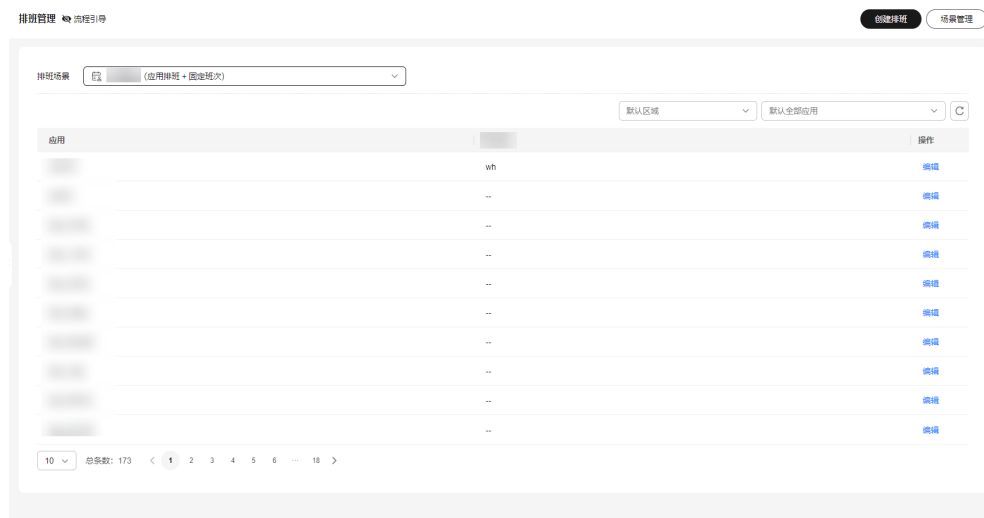 排班管理 流程引导 创建排班 场景管理
排班场景 (应用排班 + 固定班次)
默认区域 默认全部应用
应用 操作
wh 编辑
-- 编辑
-- 编辑
-- 编辑
-- 编辑
-- 编辑
-- 编辑
-- 编辑
-- 编辑
-- 编辑
10 总条数: 173 < 1 2 3 4 5 6 ··· 18 >